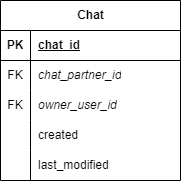 Chat
PK chat_id
FK chat_partner_id
FK owner_user_id
created
last_modified